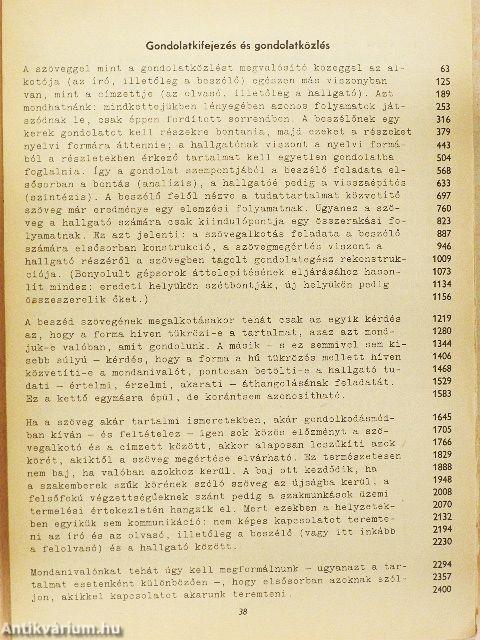 Gondolatkifejezés és gondolatközlés
A szöveggel mint a gondolatközlést megvalósító közeggel az al- 63
kotója (az író, illetőleg a beszélő) egészen más viszonyban 125
van, mint a címzettje (az olvasó, illetőleg a hallgató). Azt 189
mondhatnánk: mindkettejükben lényegében azonos folyamatok ját- 253
szódnak le, csak éppen fordított sorrendben. A beszélőnek egy 316
kerek gondolatot kell részekre bontania, majd ezeket a részeket 379
nyelvi formára áttennie; a hallgatónak viszont a nyelvi formá- 443
ból a részletekben érkező tartalmat kell egyetlen gondolatba 504
foglalnia. Így a gondolat szempontjából a beszélő feladata el- 568
sősorban a bontás (analízis), a hallgatóé pedig a visszaépítés 633
(szintézis). A beszélő felől nézve a tudattartalmat közvetítő 697
szöveg már eredménye egy elemzési folyamatnak. Ugyanez a szö- 760
veg a hallgató számára csak kiindulópontja egy összerakási fo- 823
lyamatnak. Ez azt jelenti: a szövegalkotás feladata a beszélő 887
számára elsősorban konstrukció, a szövegmegértés viszont a 946
hallgató részéről a szövegben tagolt gondolategész rekonstruk- 1009
ciója. (Bonyolult gépsorok áttelepítésének eljárásához hason- 1073
lít mindez: eredeti helyükön szétbontják, új helyükön pedig 1134
összeszerelik őket.) 1156
A beszéd szövegének megalkotásakor tehát csak az egyik kérdés 1219
az, hogy a forma híven tükrözi-e a tartalmat, azaz azt mond- 1280
juk-e valóban, amit gondolunk. A másik - s ez semmivel sem ki- 1344
sebb súlyú - kérdés, hogy a forma a hű tükrözés mellett híven 1406
közvetíti-e a mondanivalót, pontosan betölti-e a hallgató tu- 1468
dati - értelmi, érzelmi, akarati - áthangolásának feladatát. 1529
Ez a kettő egymásra épül, de korántsem azonosítható. 1583
Ha a szöveg akár tartalmi ismeretekben, akár gondolkodásmód- 1645
ban kíván - és feltételez - igen sok közös előzményt a szö- 1705
vegalkotó és a címzett között, akkor alaposan leszűkíti azok 1766
körét, akiktől a szöveg megértése elvárható. Ez természetesen 1829
nem baj, ha valóban azokhoz kerül. A baj ott kezdődik, ha 1888
a szakemberek szűk körének szóló szöveg az újságba kerül, a 1948
felsőfokú végzettségűeknek szánt pedig a szakmunkások üzemi 2008
termelési értekezletén hangzik el. Mert ezekben a helyzetek- 2070
ben egyikük sem kommunikáció: nem képes kapcsolatot teremte- 2132
ni az író és az olvasó, illetőleg a beszélő (vagy itt inkább 2194
a felolvasó) és a hallgató között. 2230
Mondanivalónkat tehát úgy kell megformálnunk - ugyanazt a tar- 2294
talmat esetenként különbözően -, hogy elsősorban azoknak szól- 2357
jon, akikkel kapcsolatot akarunk teremteni. 2400
38
© Antikvárium.hu